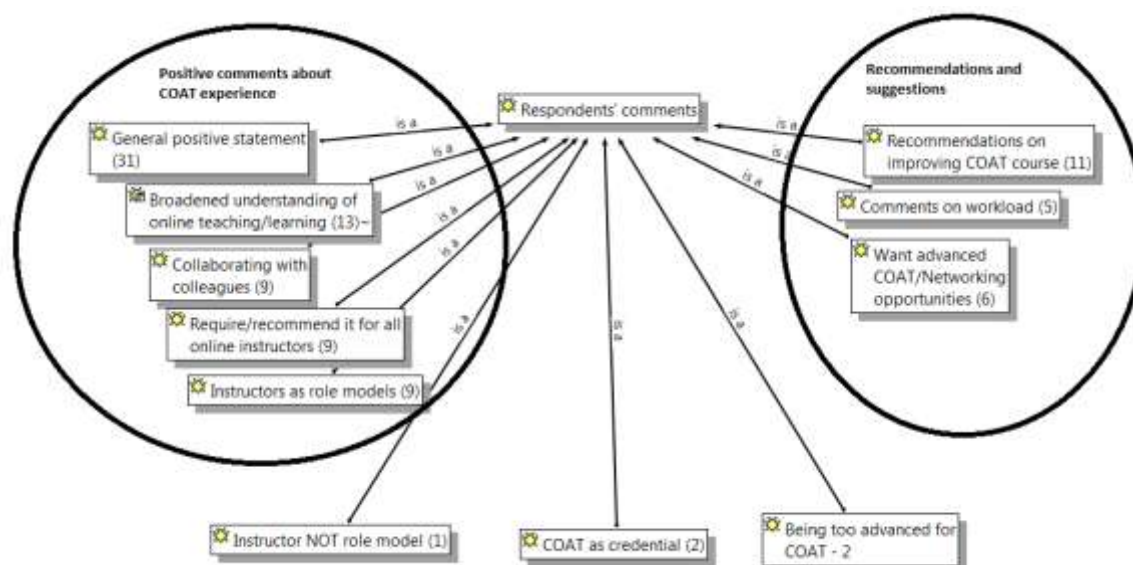 Positive comments about
COAT experience
Recommendations and
suggestions
Respondents' comments
General positive statement
(31)
Broadened understanding of
online teaching/learning (13)~
Collaborating with
colleagues (9)
Require/recommend it for all
online instructors (9)
Instructors as role models (9)
Recommendations on
improving COAT course (11)
Comments on workload (5)
Want advanced
COAT/Networking
opportunities (6)
is a
is a
is a
is a
is a
is a
is a
is a
is a
is a
is a
Instructor NOT role model (1)
COAT as credential (2)
Being too advanced for
COAT - 2